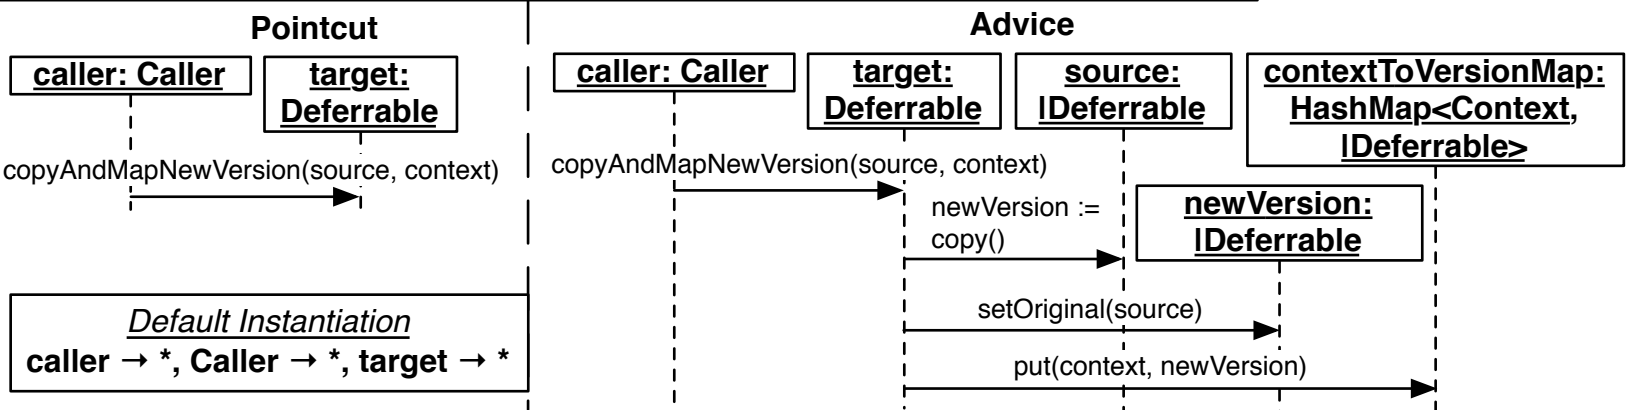 Pointcut
caller: Caller
target:
Deferrable
copyAndMapNewVersion(source, context)
Default Instantiation
caller → *, Caller → *, target → *
Advice
caller: Caller
target:
Deferrable
source:
IDeferrable
contextToVersionMap:
HashMap<Context,
IDeferrable>
copyAndMapNewVersion(source, context)
newVersion :=
copy()
newVersion:
IDeferrable
setOriginal(source)
put(context, newVersion)